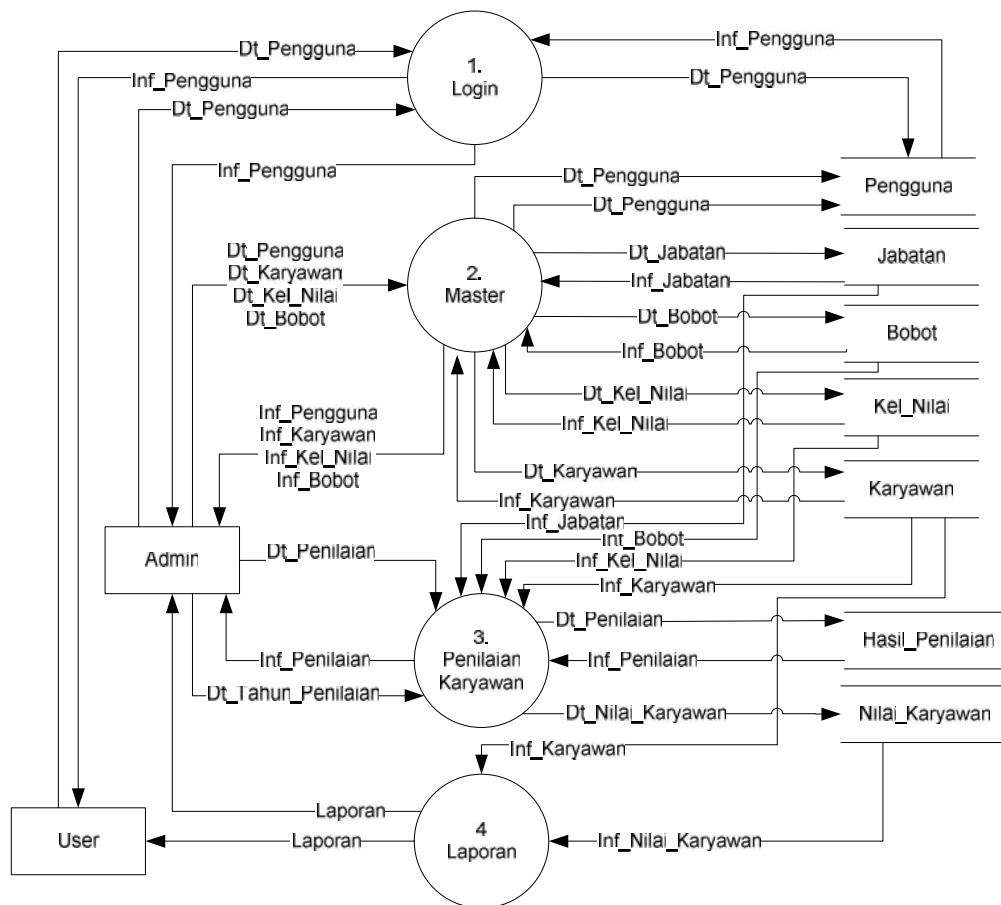 Dt_Pengguna
Inf_Pengguna
Inf_Pengguna
Dt_Pengguna
Dt_Pengguna
1.
Login
Inf_Pengguna
Dt_Pengguna
Dt_Pengguna
Dt_Pengguna
Pengguna
Dt_Pengguna
Dt_Karyawan
Dt_Kel_Nilai
Dt_Bobot
2.
Master
Dt_Jabatan
Inf_Jabatan
Jabatan
Dt_Bobot
Inf_Bobot
Bobot
Dt_Kel_Nilai
Inf_Kel_Nilai
Kel_Nilai
Inf_Pengguna
Inf_Karyawan
Inf_Kel_Nilai
Inf_Bobot
Dt_Karyawan
Inf_Karyawan
Karyawan
Inf_Jabatan
Inf_Bobot
Inf_Kel_Nilai
Inf_Karyawan
Admin
Dt_Penilaian
Inf_Penilaian
Dt_Tahun_Penilaian
3.
Penilaian
Karyawan
Dt_Penilaian
Inf_Penilaian
Hasil_Penilaian
Dt_Nilai_Karyawan
Nilai_Karyawan
Inf_Karyawan
Laporan
Laporan
User
4
Laporan
Inf_Nilai_Karyawan